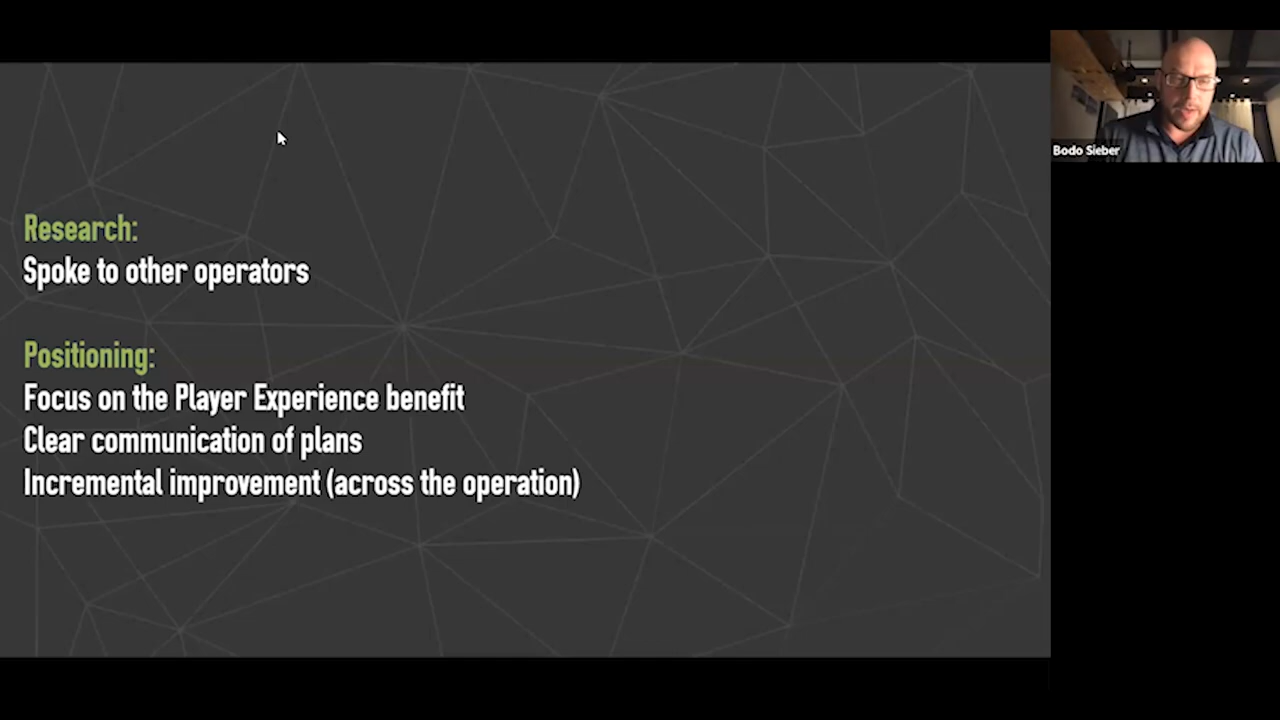 Research:
Spoke to other operators
Positioning:
Focus on the Player Experience benefit
Clear communication of plans
Incremental improvement (across the operation)
Bodo Sieber